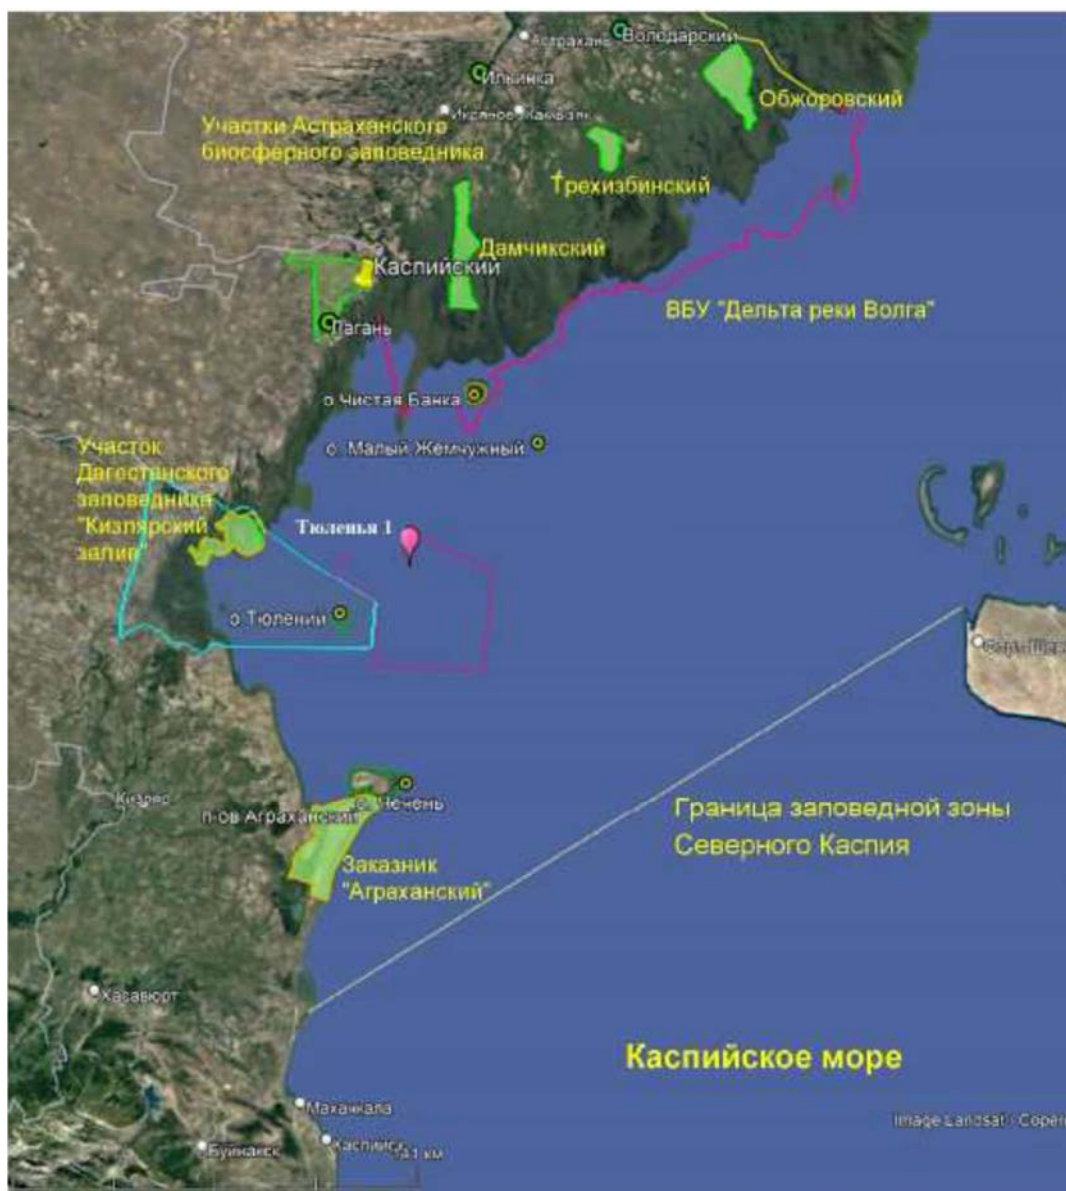 Астрахань
Володарский
Ильинка
Обжоровский
Икряное
Камызяк
Участки Астраханского
биосферного заповедника
Трехизбинский
Дамчикский
Каспийский
ВБУ "Дельта реки Волга"
Лагань
о Чистая Банка
о. Малый Жемчужный
Участок
Дагестанского
заповедника
"Кизлярский
залив"
Тюленья 1
о Тюлений
Кизляр
о. Чечень
п-ов Аграханский
Граница заповедной зоны
Северного Каспия
Заказник
"Аграханский"
Хасавюрт
Каспийское море
Махачкала
Image Landsat / Copern
Буйнакск
Каспийск